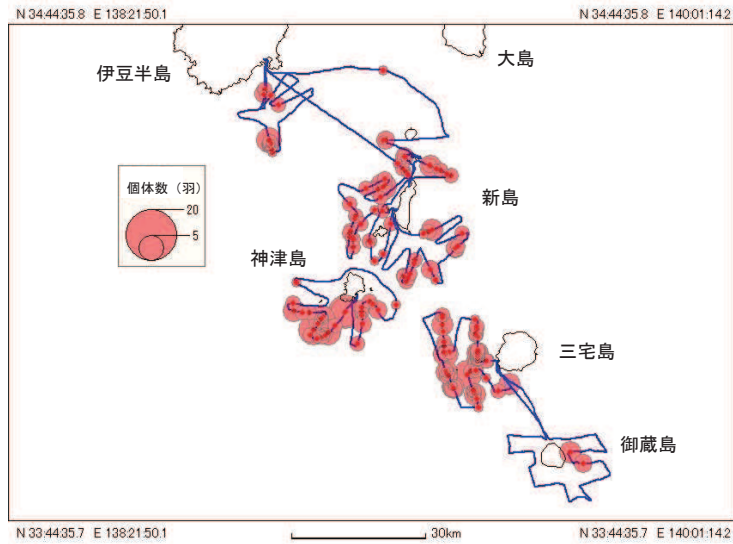 N 34:44:35.8 E 138:21:50.1
N 34:44:35.8 E 140:01:14.2
大島
伊豆半島
個体数（羽）
20
5
新島
神津島
三宅島
御蔵島
N 33:44:35.7 E 138:21:50.1
30km
N 33:44:35.7 E 140:01:14.2